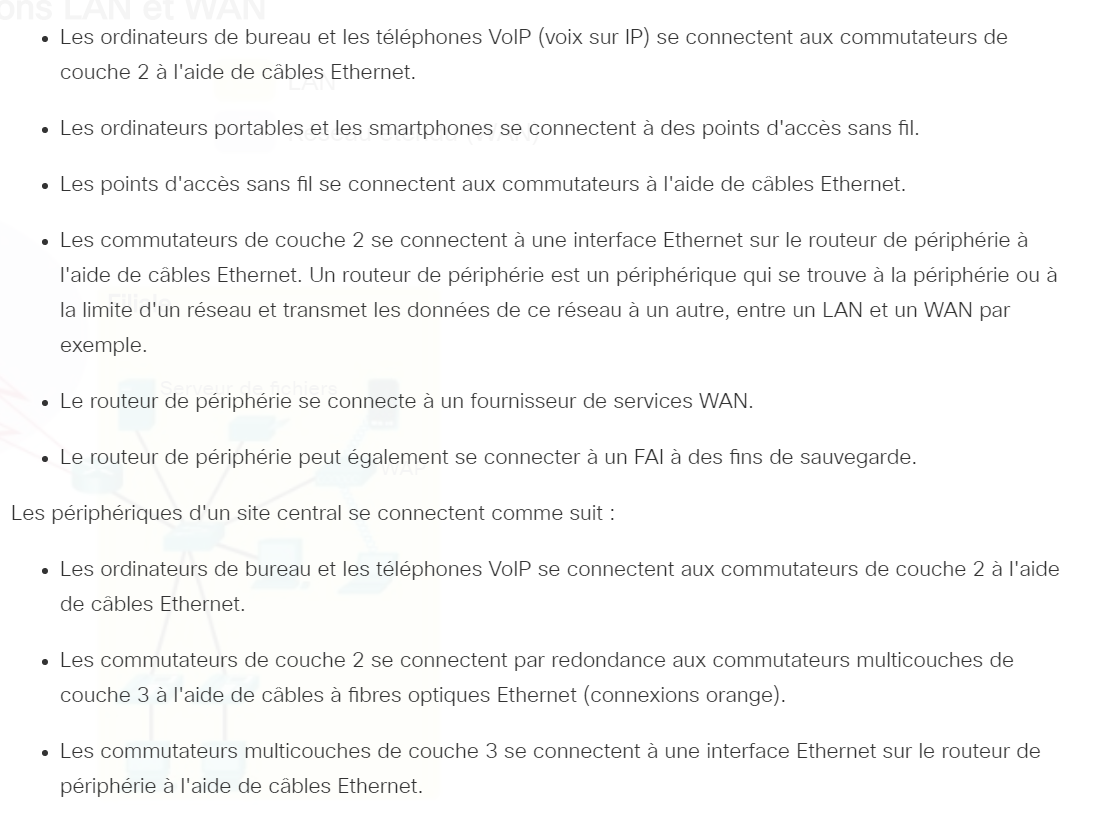 ons LAN et WAN
• Les ordinateurs de bureau et les téléphones VoIP (voix sur IP) se connectent aux commutateurs de
couche 2 à l'aide de câbles Ethernet.
LAN
• Les ordinateurs portables et les smartphones se connectent à des points d'accès sans fil.
• Les points d'accès sans fil se connectent aux commutateurs à l'aide de câbles Ethernet.
• Les commutateurs de couche 2 se connectent à une interface Ethernet sur le routeur de périphérie à
l'aide de câbles Ethernet. Un routeur de périphérie est un périphérique qui se trouve à la périphérie ou à
Filiale
la limite d'un réseau et transmet les données de ce réseau à un autre, entre un LAN et un WAN par
exemple.
Serveur de fichiers
• Le routeur de périphérie se connecte à un fournisseur de services WAN.
• Le routeur de périphérie peut également se connecter à un FAI à des fins de sauvegarde.
WAP
Les périphériques d'un site central se connectent comme suit :
• Les ordinateurs de bureau et les téléphones VoIP se connectent aux commutateurs de couche 2 à l'aide
de câbles Ethernet.
• Les commutateurs de couche 2 se connectent par redondance aux commutateurs multicouches de
couche 3 à l'aide de câbles à fibres optiques Ethernet (connexions orange).
• Les commutateurs multicouches de couche 3 se connectent à une interface Ethernet sur le routeur de
périphérie à l'aide de câbles Ethernet.